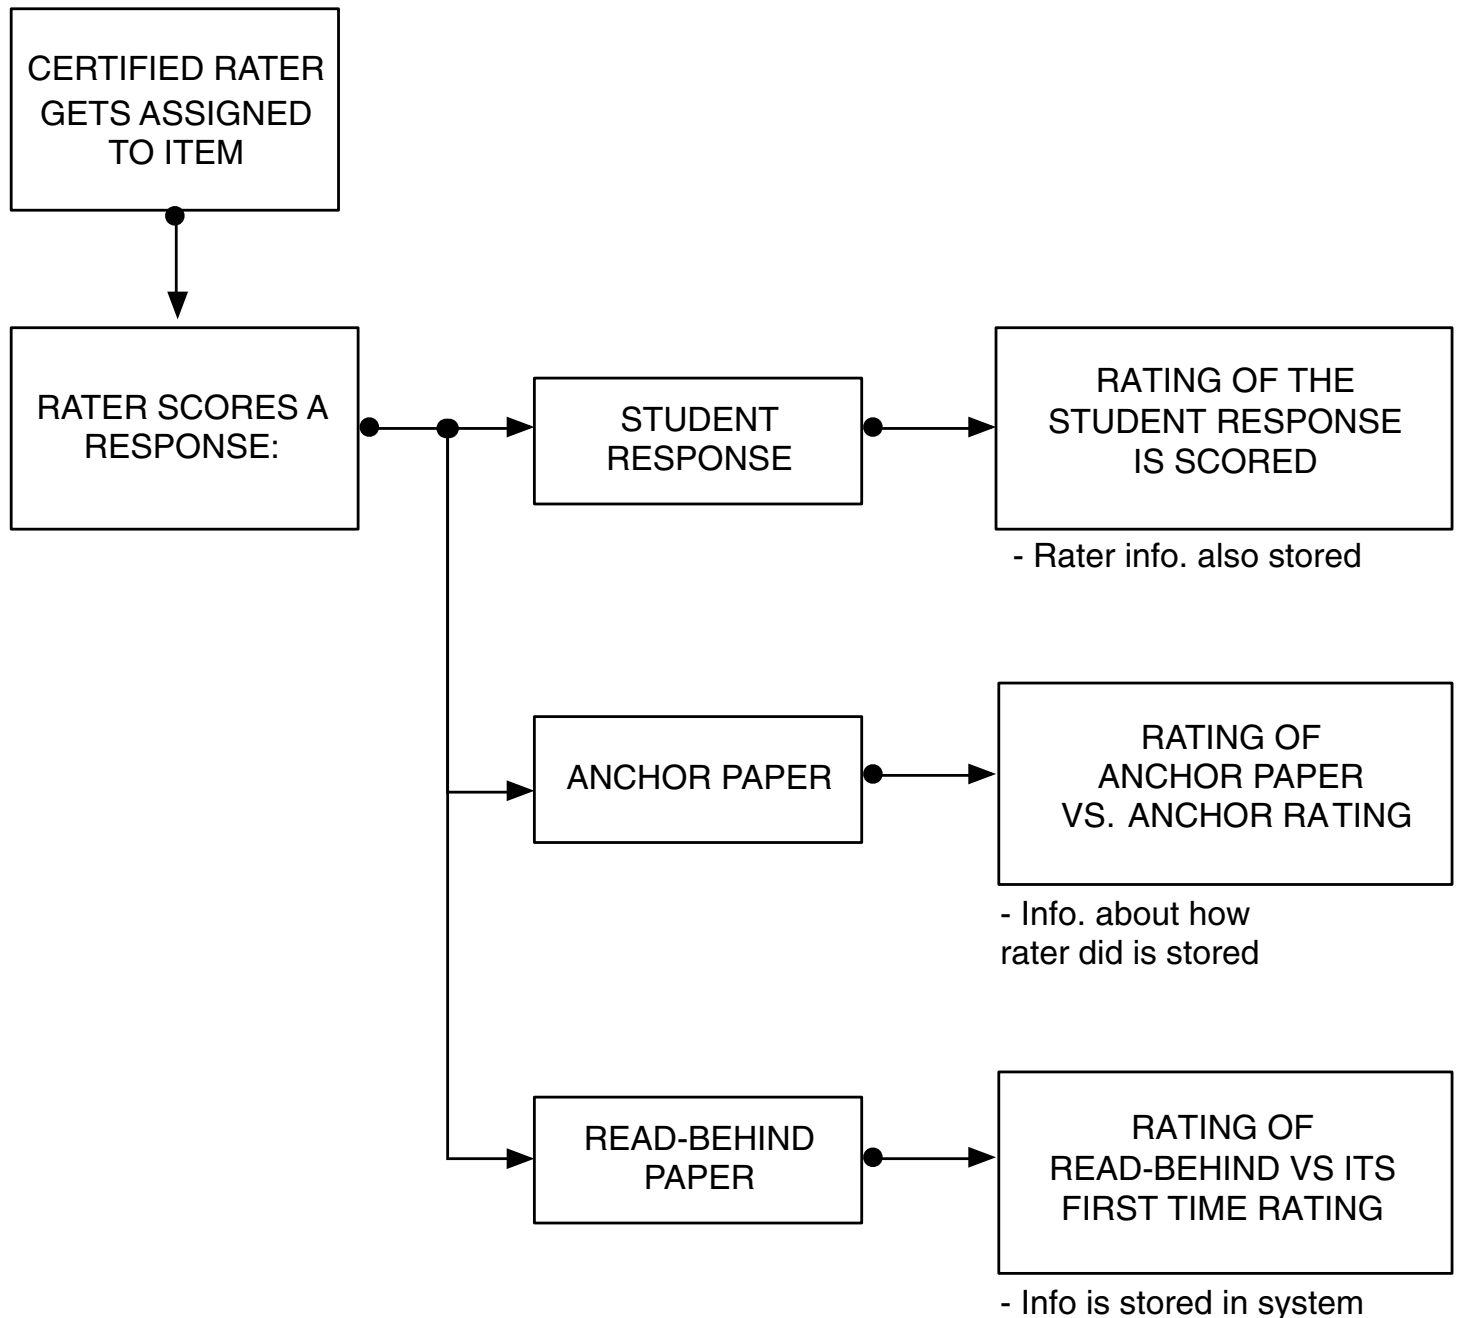 CERTIFIED RATER
GETS ASSIGNED
TO ITEM
RATER SCORES A
RESPONSE:
STUDENT
RESPONSE
RATING OF THE
STUDENT RESPONSE
IS SCORED
- Rater info. also stored
ANCHOR PAPER
RATING OF
ANCHOR PAPER
VS. ANCHOR RATING
- Info. about how
rater did is stored
READ-BEHIND
PAPER
RATING OF
READ-BEHIND VS ITS
FIRST TIME RATING
- Info is stored in system